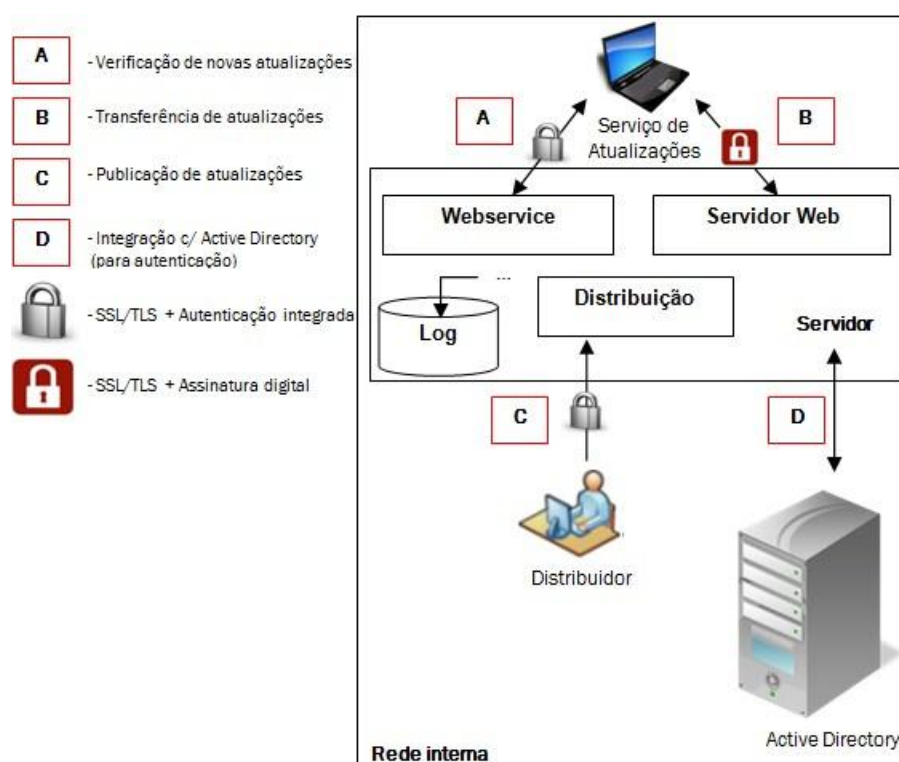 A
- Verificação de novas atualizações
B
- Transferência de atualizações
C
- Publicação de atualizações
D
- Integração c/ Active Directory
(para autenticação)
- SSL/TLS + Autenticação integrada
- SSL/TLS + Assinatura digital
A
B
Serviço de
Atualizações
Webservice
Servidor Web
...
Distribuição
Log
Servidor
C
D
Distribuidor
Active Directory
Rede interna